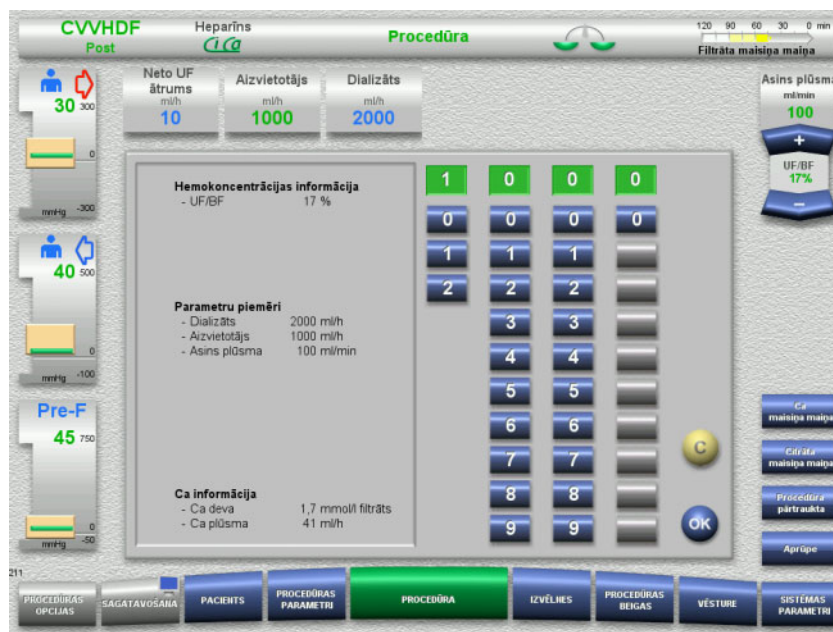 CVVHDF
Post
Heparīns
CiCa
Procedūra
120 90 60 30 0 min
Filtrāta maisiņa maiņa
30 300
0
mmHg -300
40 500
0
mmHg -100
Pre-F
45 750
0
mmHg -50
Neto UF
ātrums
ml/h
10
Aizvietotājs
ml/h
1000
Dializāts
ml/h
2000
Asins plūsma
ml/min
100
+
UF/BF
17%
−
Hemokoncentrācijas informācija
- UF/BF 17 %
Parametru piemēri
- Dializāts 2000 ml/h
- Aizvietotājs 1000 ml/h
- Asins plūsma 100 ml/min
Ca informācija
- Ca deva 1,7 mmol/l filtrāts
- Ca plūsma 41 ml/h
1 0 0 0
0 0 0 0
1 1 1
2 2 2
3 3
4 4
5 5
6 6
7 7
8 8
9 9
C
OK
Ca
maisiņa maiņa
Citrāta
maisiņa maiņa
Procedūra
pārtraukta
Aprūpe
211
PROCEDŪRAS
OPCIJAS
SAGATAVOŠANA
PACIENTS
PROCEDŪRAS
PARAMETRI
PROCEDŪRA
IZVĒLNES
PROCEDŪRAS
BEIGAS
VĒSTURE
SISTĒMAS
PARAMETRI